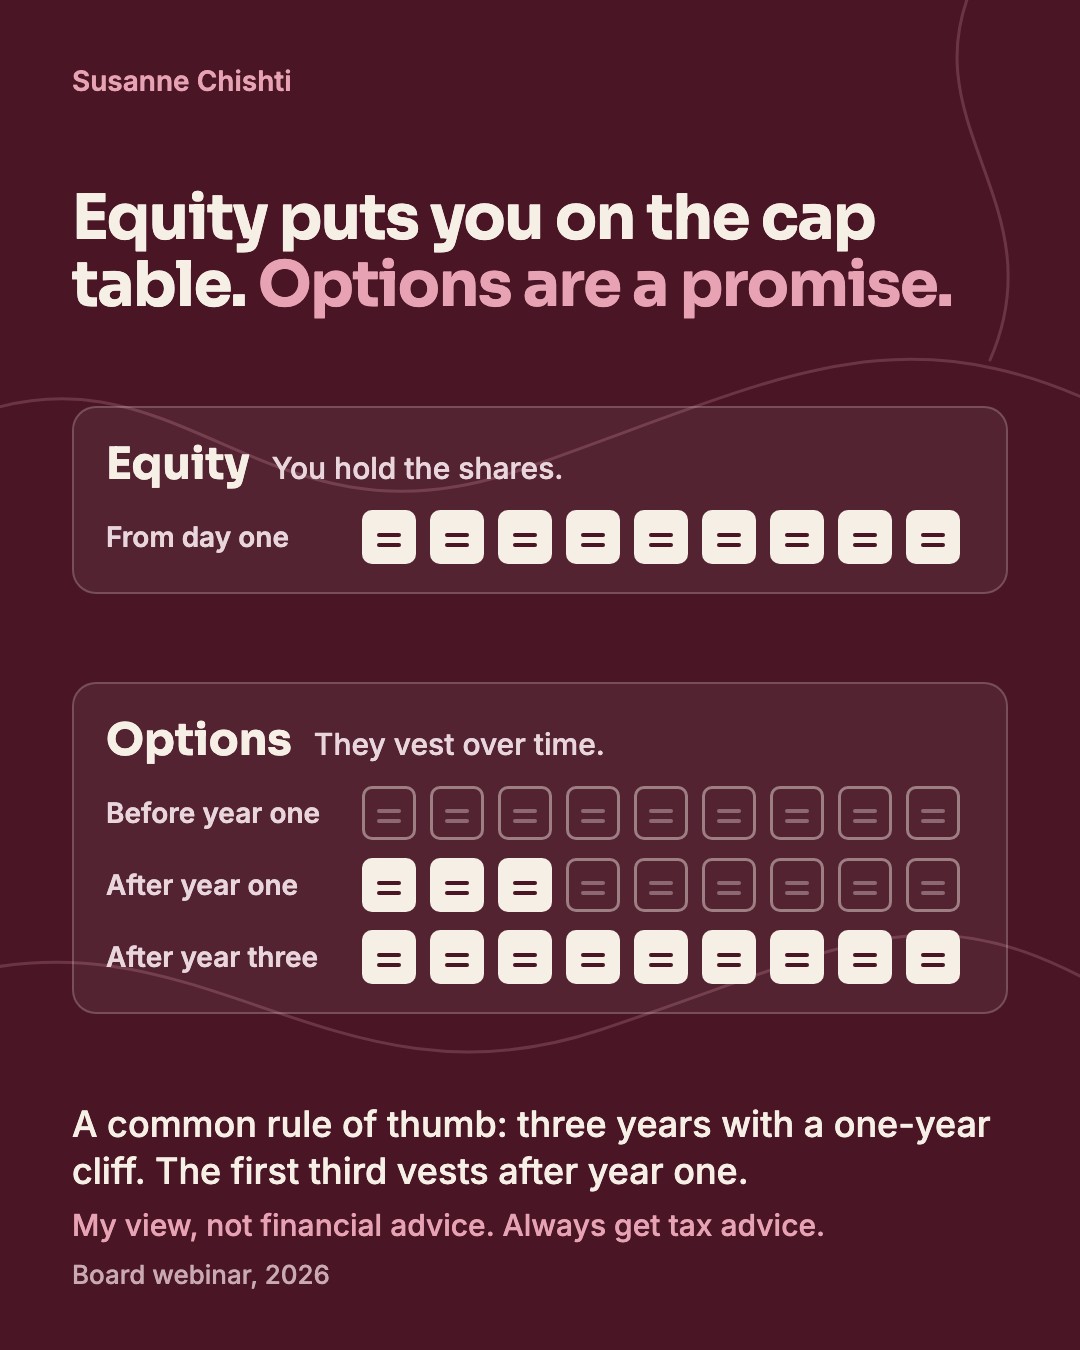 Susanne Chishti
Equity puts you on the cap
table. Options are a promise.
Equity You hold the shares.
From day one
Options They vest over time.
Before year one
After year one
After year three
A common rule of thumb: three years with a one-year
cliff. The first third vests after year one.
My view, not financial advice. Always get tax advice.
Board webinar, 2026